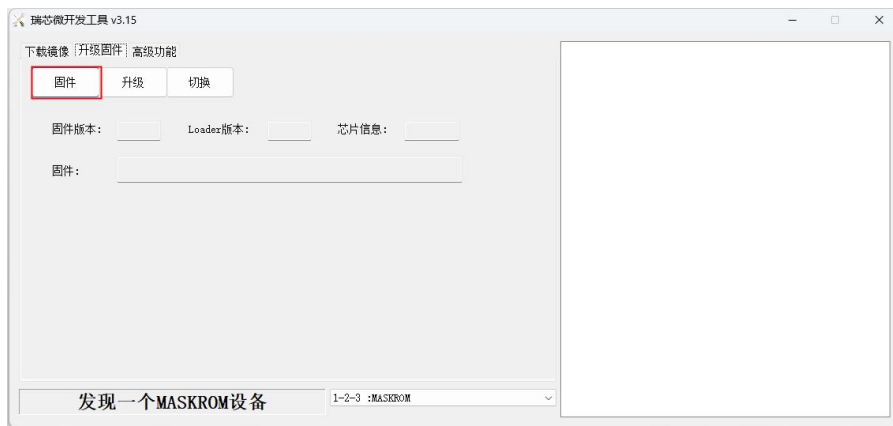 瑞芯微开发工具 v3.15
下载镜像 升级固件 高级功能
固件 升级 切换
固件版本: Loader版本: 芯片信息:
固件:
发现一个MASKROM设备 1-2-3 :MASKROM